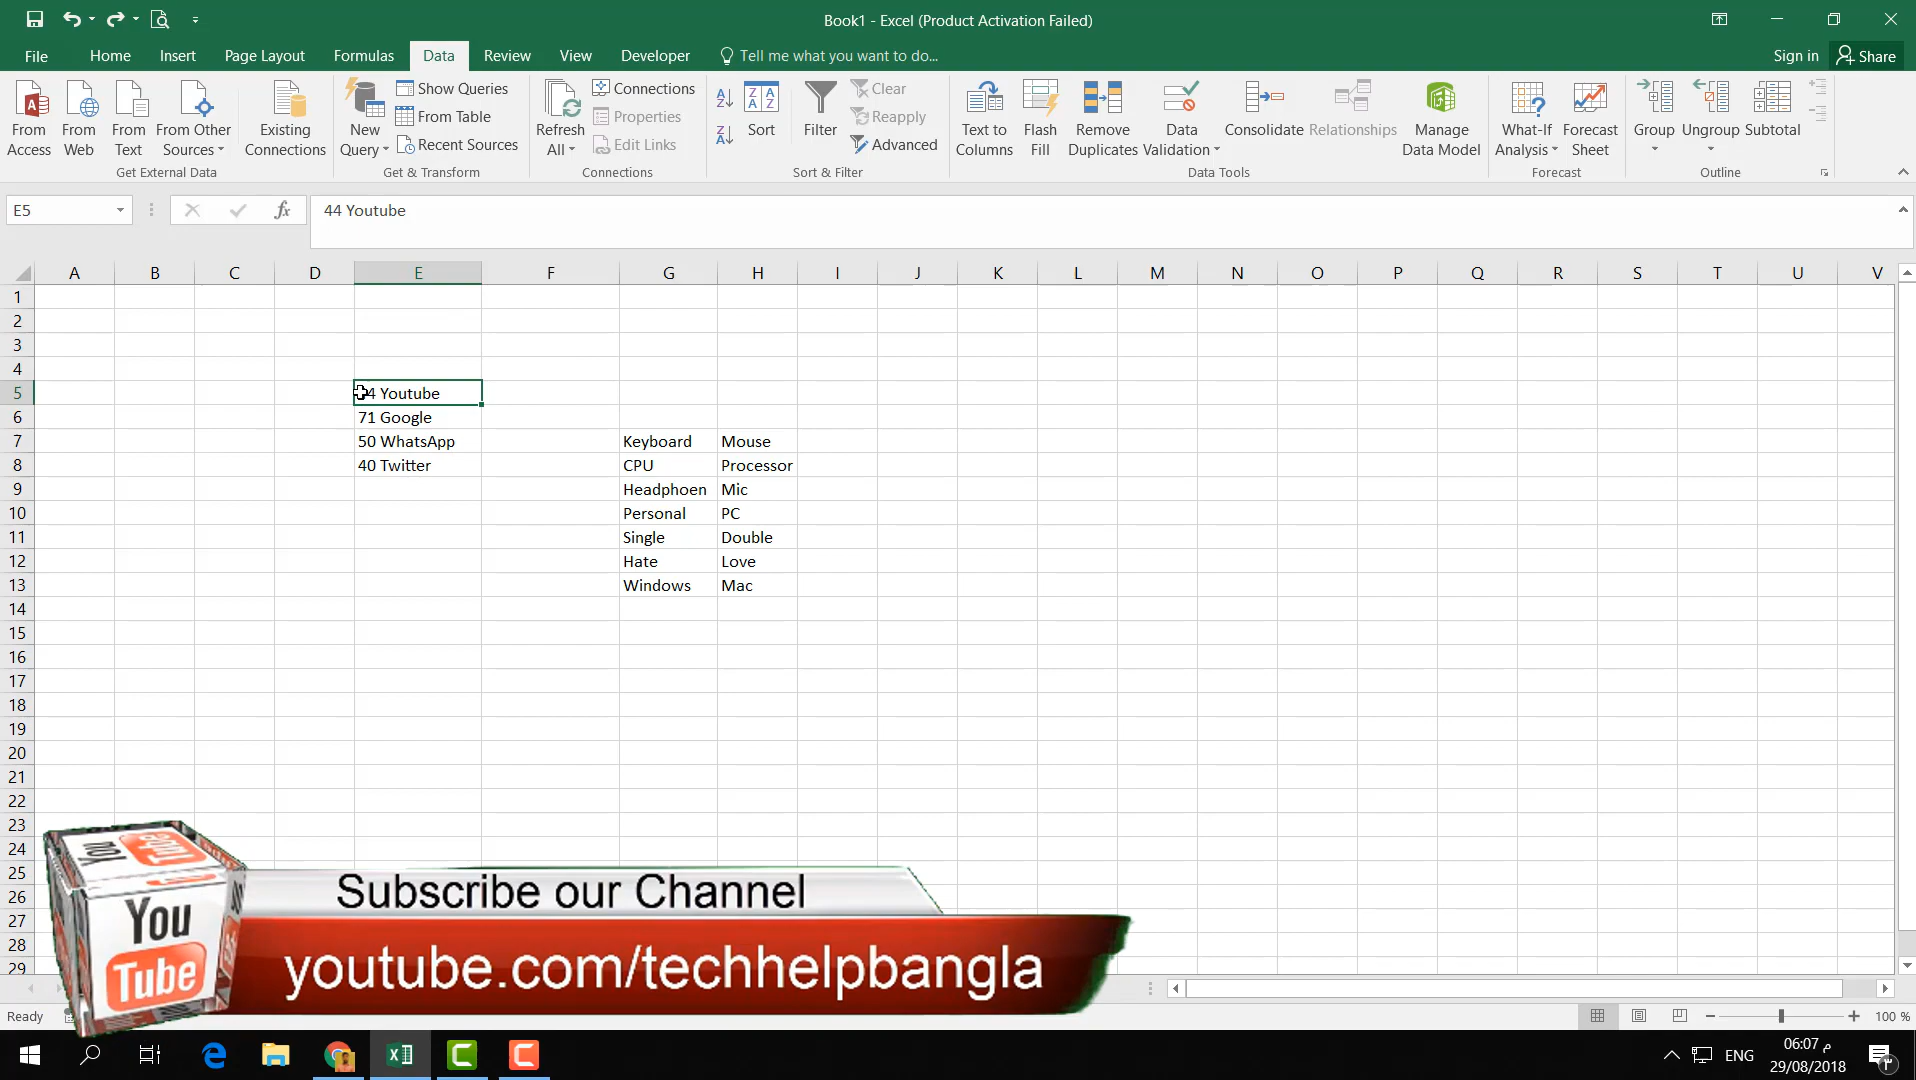 Book1 - Excel (Product Activation Failed)
File Home Insert Page Layout Formulas Data Review View Developer Tell me what you want to do... Sign in Share
From Access
From Web
From Text
From Other Sources
Existing Connections
Get External Data
New Query
Show Queries
From Table
Recent Sources
Get & Transform
Refresh All
Connections
Properties
Edit Links
Connections
Sort
Filter
Clear
Reapply
Advanced
Sort & Filter
Text to Columns
Flash Fill
Remove Duplicates
Data Validation
Consolidate
Relationships
Manage Data Model
Data Tools
What-If Analysis
Forecast Sheet
Forecast
Group
Ungroup
Subtotal
Outline
E5 fx 44 Youtube
A B C D E F G H I J K L M N O P Q R S T U V
1
2
3
4
5 44 Youtube
6 71 Google
7 50 WhatsApp Keyboard Mouse
8 40 Twitter CPU Processor
9 Headphoen Mic
10 Personal PC
11 Single Double
12 Hate Love
13 Windows Mac
14
15
16
17
18
19
20
21
22
23
24
25
26
27
28
29
You Tube
Subscribe our Channel
youtube.com/techhelpbangla
Ready 100 %
ENG
06:07 م
29/08/2018